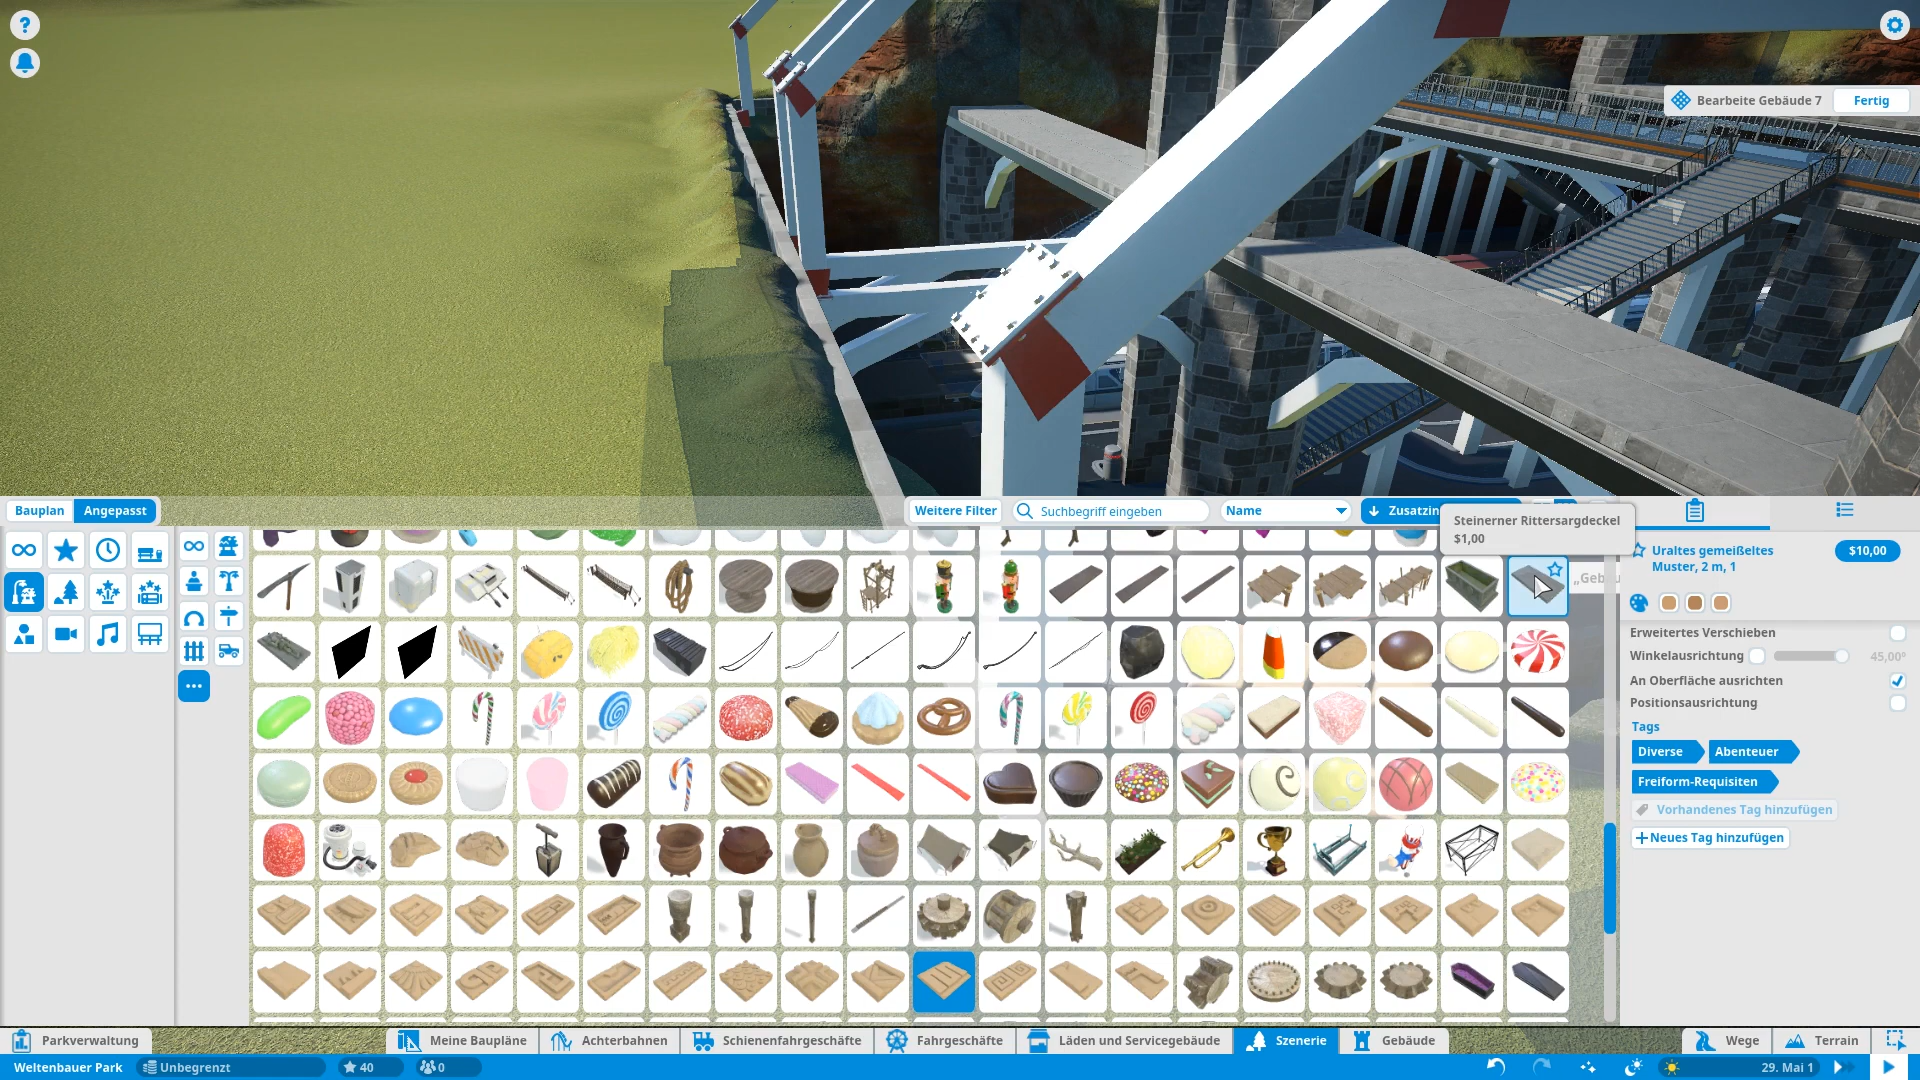 ?
Bearbeite Gebäude 7
Fertig
Bauplan
Angepasst
Weitere Filter
Suchbegriff eingeben
Name
Zusatzin
Steinerner Rittersargdeckel
$1,00
Uraltes gemeißeltes
Muster, 2 m, 1
$10,00
„Gebu
Erweitertes Verschieben
Winkelausrichtung
45,00°
An Oberfläche ausrichten
Positionsausrichtung
Tags
Diverse
Abenteuer
Freiform-Requisiten
Vorhandenes Tag hinzufügen
+Neues Tag hinzufügen
Parkverwaltung
Meine Baupläne
Achterbahnen
Schienenfahrgeschäfte
Fahrgeschäfte
Läden und Servicegebäude
Szenerie
Gebäude
Wege
Terrain
Weltenbauer Park
Unbegrenzt
40
0
29. Mai 1